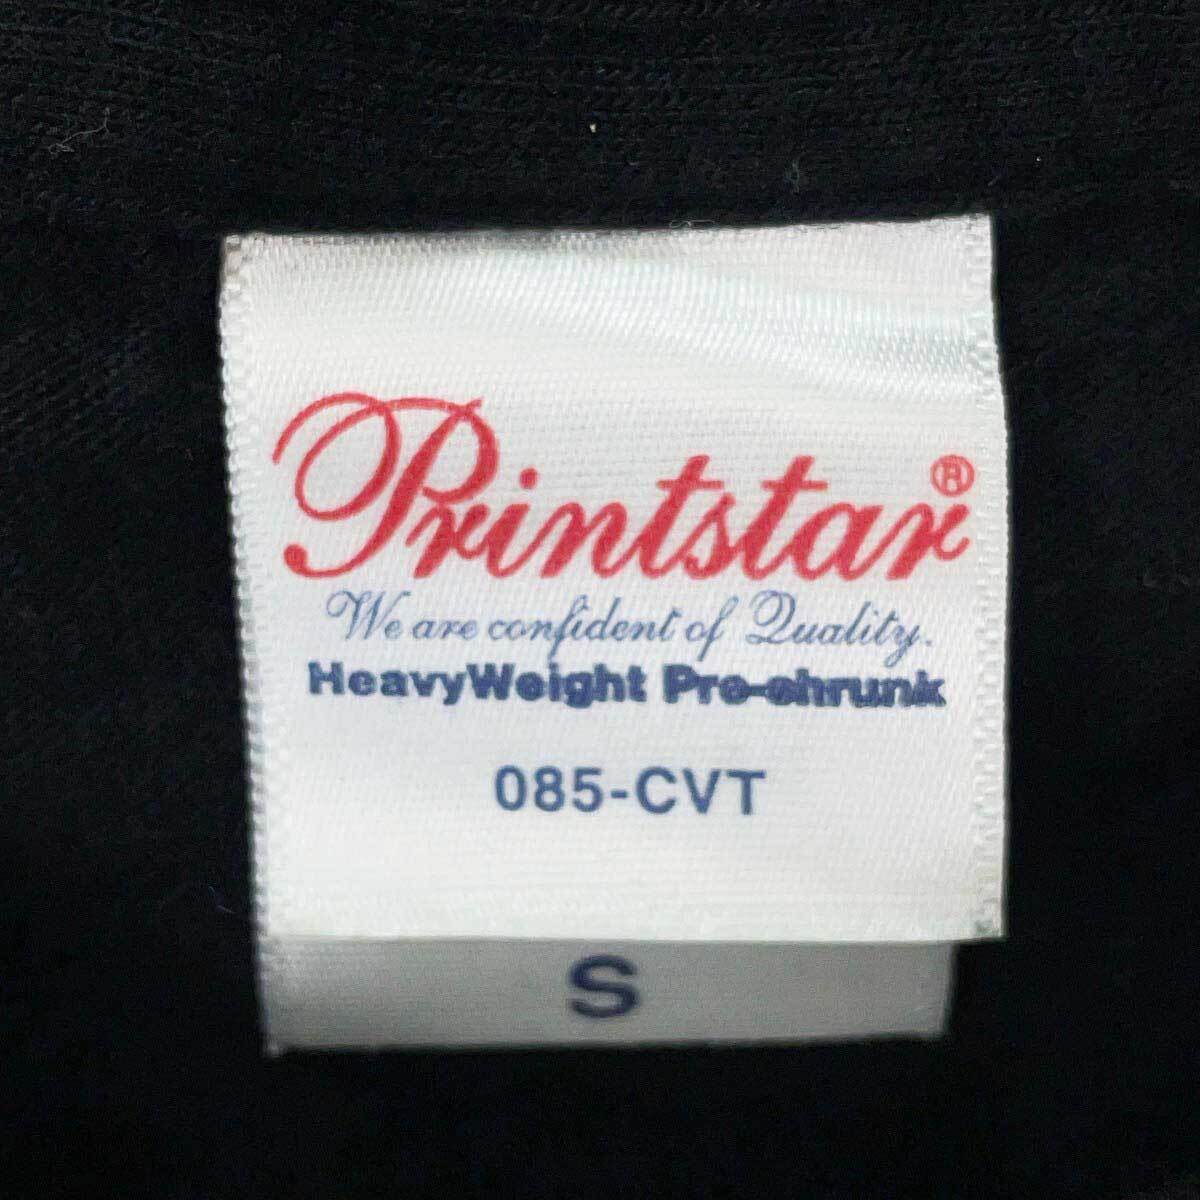 Printstar®
We are confident of Quality.
HeavyWeight Pre-shrunk
085-CVT
S